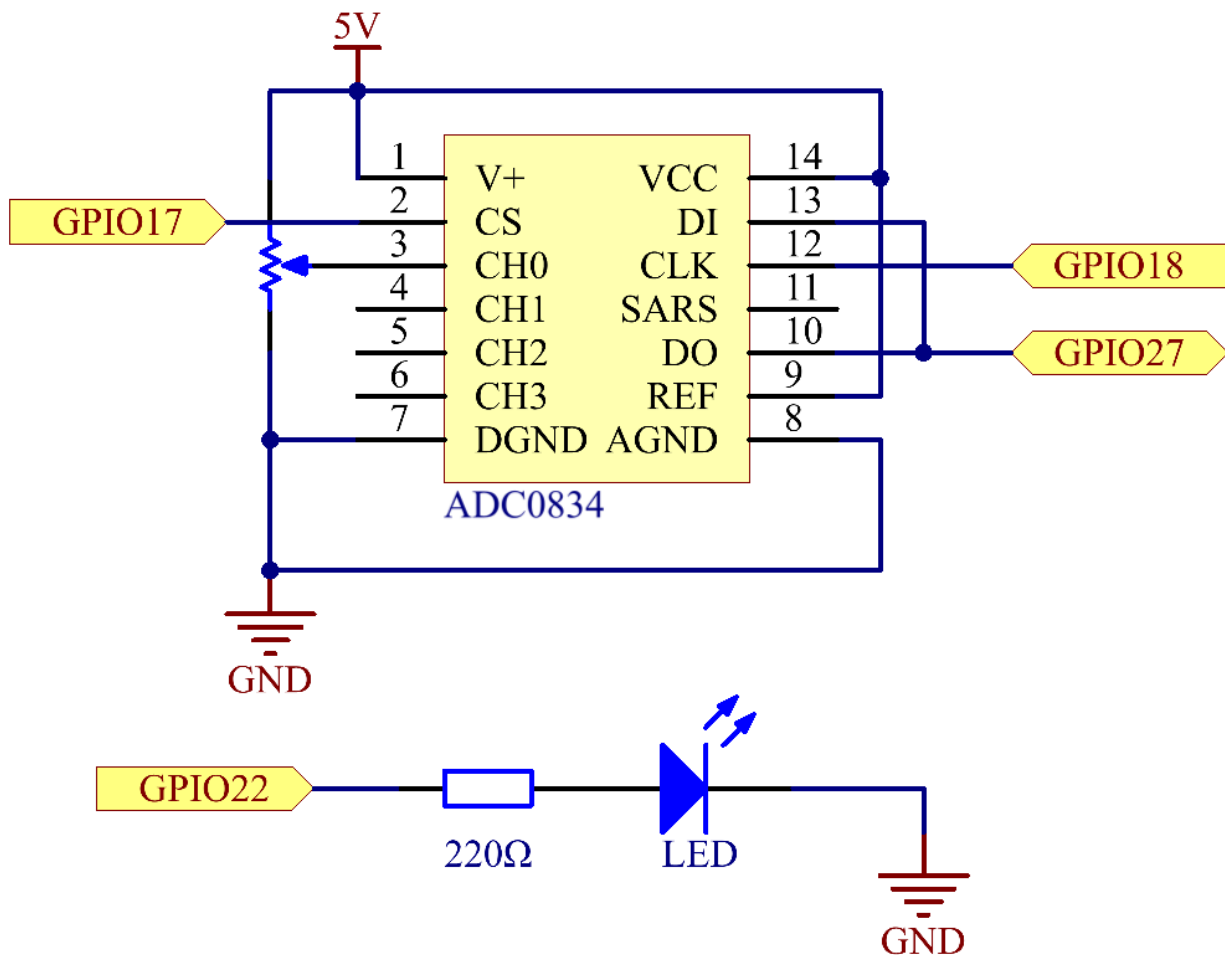 5V
1
V+
VCC
14
GPIO17
2
CS
DI
13
3
CH0
CLK
12
GPIO18
4
CH1
SARS
11
5
CH2
DO
10
GPIO27
6
CH3
REF
9
7
DGND
AGND
8
ADC0834
GND
GPIO22
220Ω
LED
GND